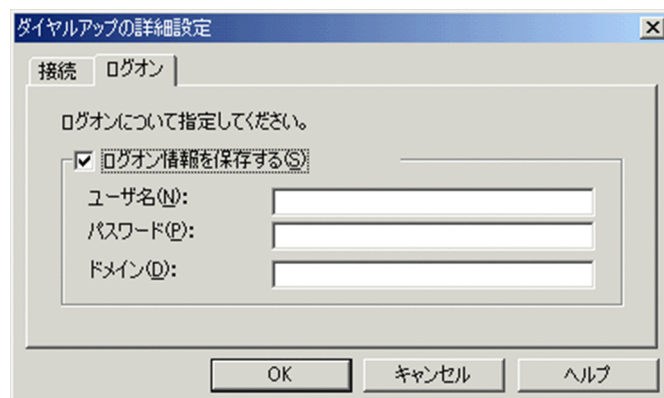 ダイヤルアップの詳細設定
接続 ログオン
ログオンについて指定してください。
ログオン情報を保存する(S)
ユーザ名(N):
パスワード(P):
ドメイン(D):
OK キャンセル ヘルプ